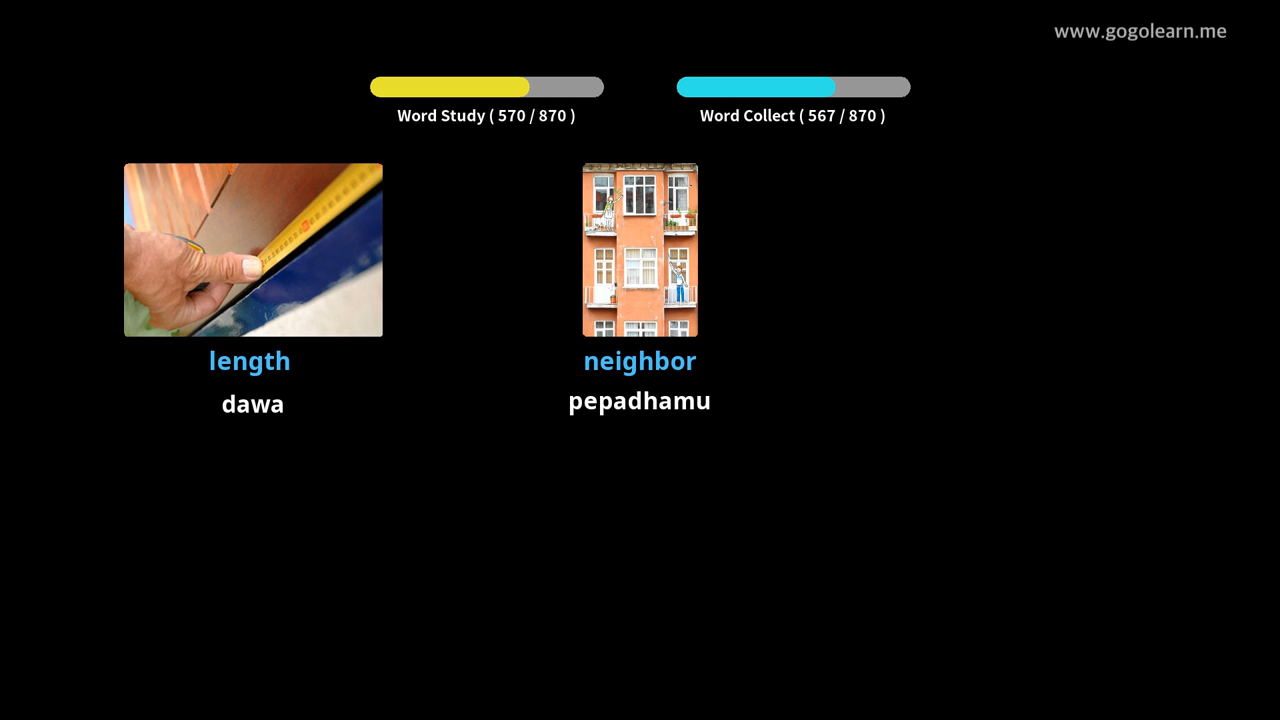 www.gogolearn.me
Word Study ( 570 / 870 )
Word Collect ( 567 / 870 )
length
dawa
neighbor
pepadhamu